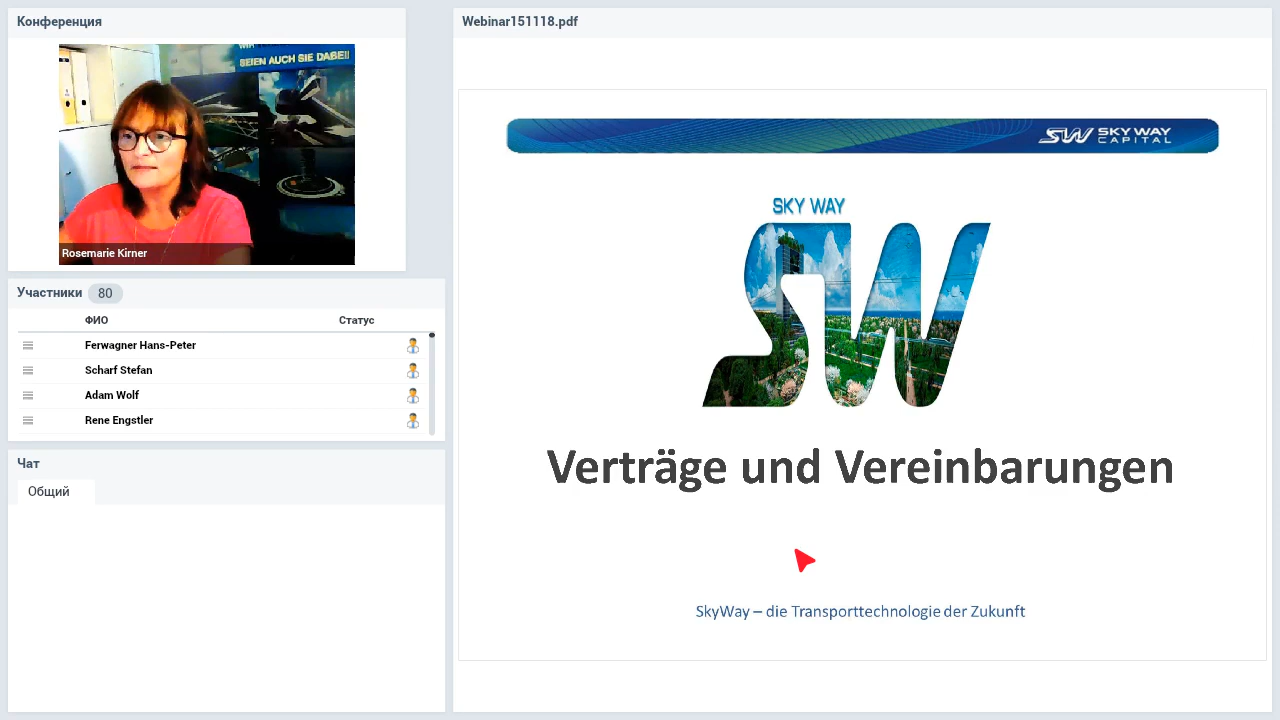 Конференция
SEIEN AUCH SIE DABEI!
Rosemarie Kirner
Участники 80
ФИО Статус
Ferwagner Hans-Peter
Scharf Stefan
Adam Wolf
Rene Engstler
Чат
Общий
Webinar151118.pdf
SW SKY WAY
CAPITAL
SKY WAY
SW
Verträge und Vereinbarungen
SkyWay – die Transporttechnologie der Zukunft